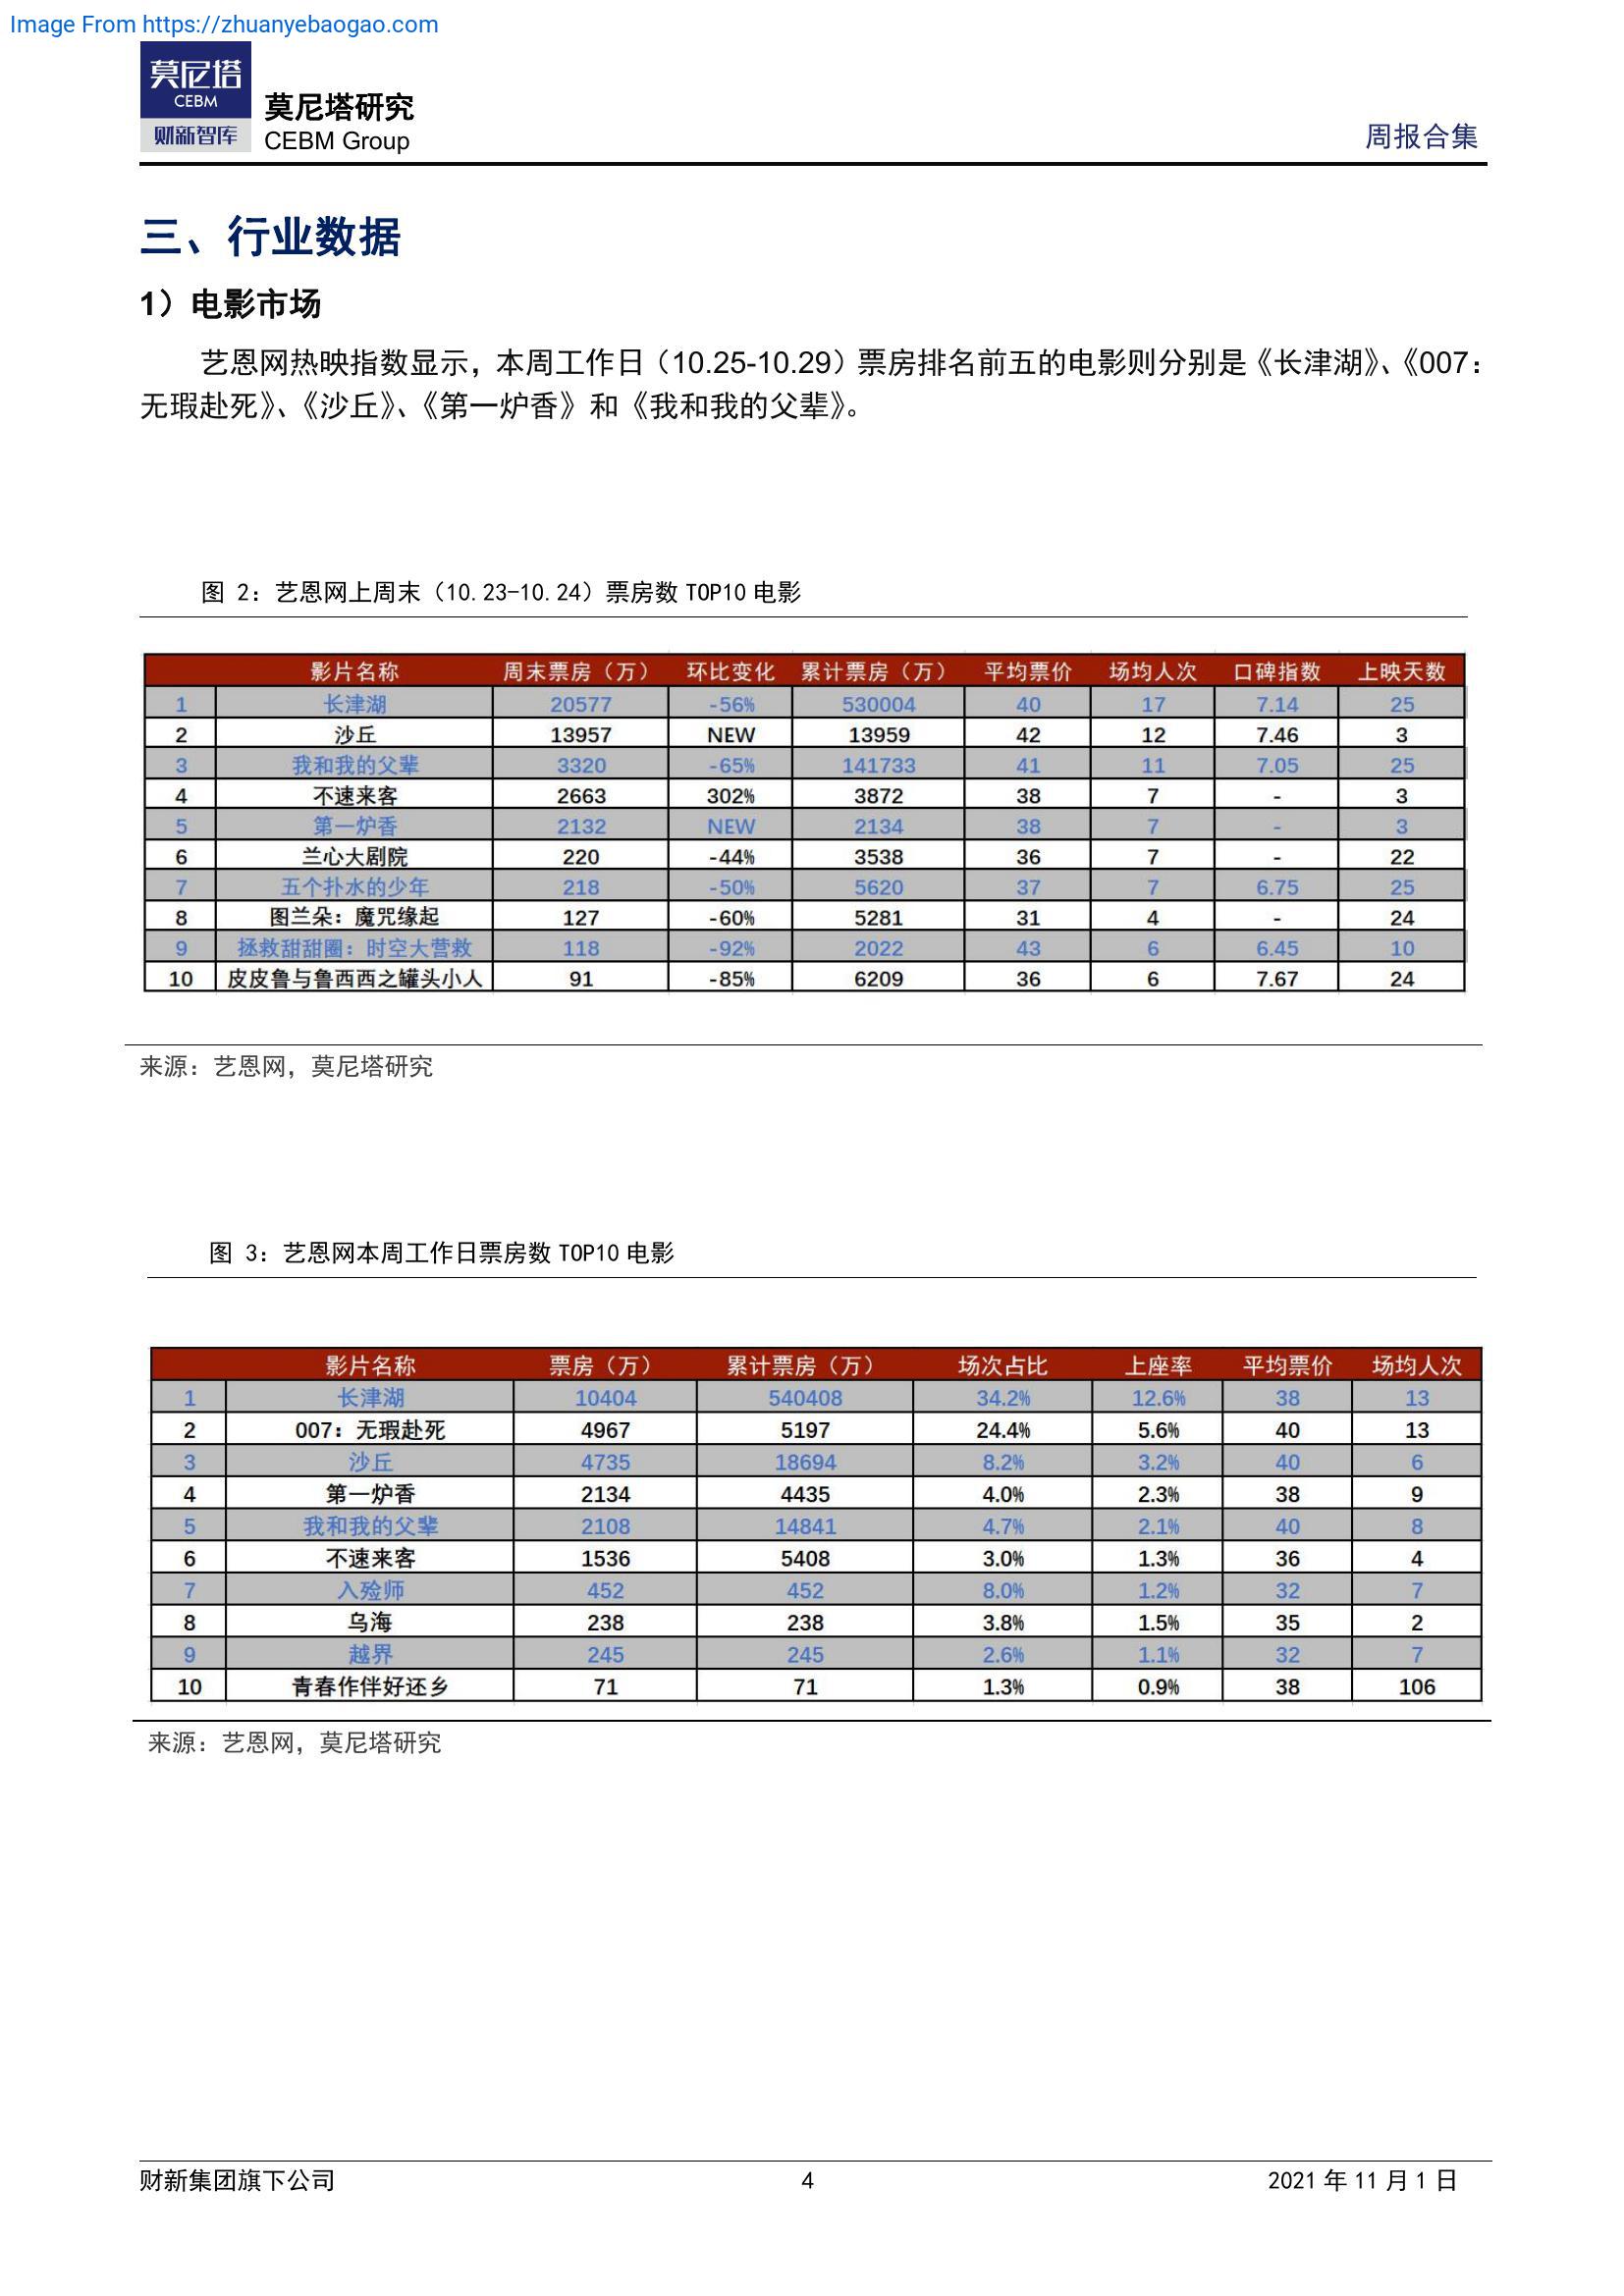 Image From https://zhuanyebaogao.com
莫尼塔
CEBM
财新智库
莫尼塔研究
CEBM Group
周报合集
三、行业数据
1）电影市场
艺恩网热映指数显示，本周工作日（10.25-10.29）票房排名前五的电影则分别是《长津湖》、《007：
无瑕赴死》、《沙丘》、《第一炉香》和《我和我的父辈》。
图 2：艺恩网上周末（10.23-10.24）票房数 TOP10 电影
影片名称 周末票房（万） 环比变化 累计票房（万） 平均票价 场均人次 口碑指数 上映天数
1 长津湖 20577 -56% 530004 40 17 7.14 25
2 沙丘 13957 NEW 13959 42 12 7.46 3
3 我和我的父辈 3320 -65% 141733 41 11 7.05 25
4 不速来客 2663 302% 3872 38 7 - 3
5 第一炉香 2132 NEW 2134 38 7 - 3
6 兰心大剧院 220 -44% 3538 36 7 - 22
7 五个扑水的少年 218 -50% 5620 37 7 6.75 25
8 图兰朵：魔咒缘起 127 -60% 5281 31 4 - 24
9 拯救甜甜圈：时空大营救 118 -92% 2022 43 6 6.45 10
10 皮皮鲁与鲁西西之罐头小人 91 -85% 6209 36 6 7.67 24
来源：艺恩网，莫尼塔研究
图 3：艺恩网本周工作日票房数 TOP10 电影
影片名称 票房（万） 累计票房（万） 场次占比 上座率 平均票价 场均人次
1 长津湖 10404 540408 34.2% 12.6% 38 13
2 007：无瑕赴死 4967 5197 24.4% 5.6% 40 13
3 沙丘 4735 18694 8.2% 3.2% 40 6
4 第一炉香 2134 4435 4.0% 2.3% 38 9
5 我和我的父辈 2108 14841 4.7% 2.1% 40 8
6 不速来客 1536 5408 3.0% 1.3% 36 4
7 入殓师 452 452 8.0% 1.2% 32 7
8 乌海 238 238 3.8% 1.5% 35 2
9 越界 245 245 2.6% 1.1% 32 7
10 青春作伴好还乡 71 71 1.3% 0.9% 38 106
来源：艺恩网，莫尼塔研究
财新集团旗下公司 4 2021 年 11 月 1 日